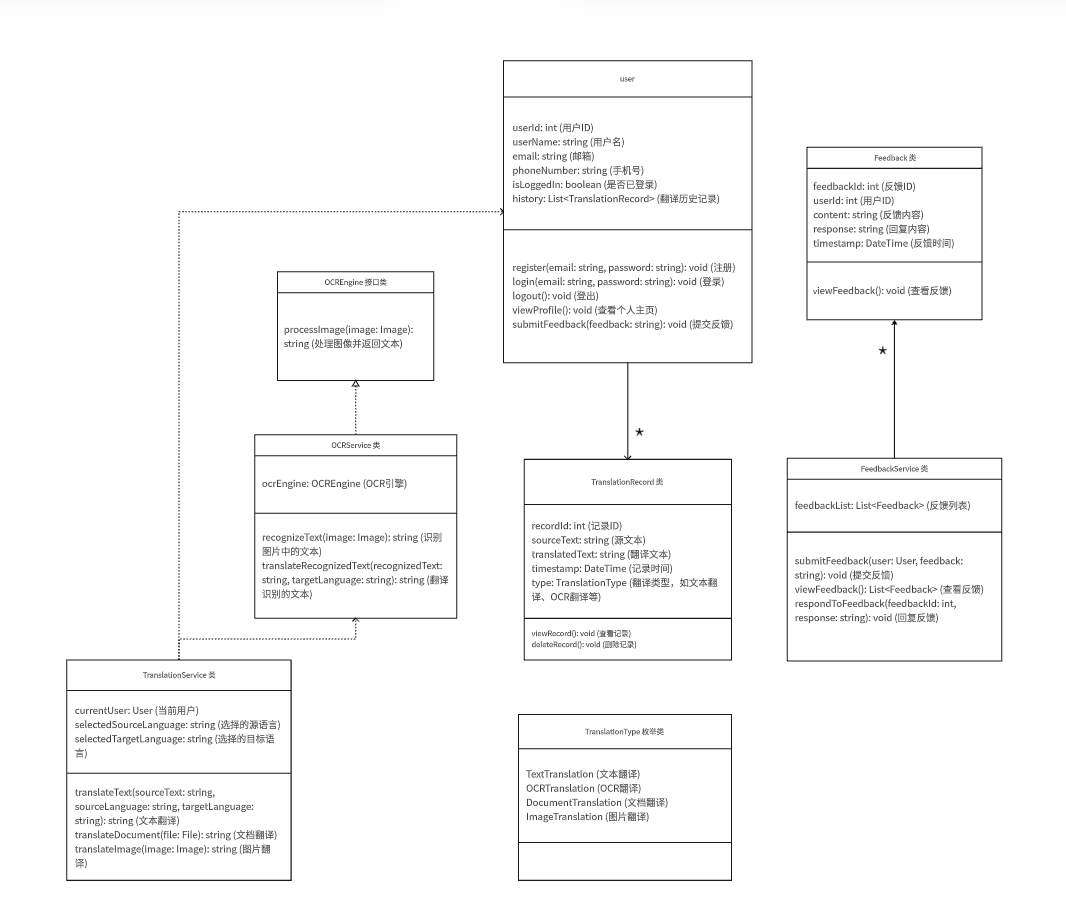 user
userId: int (用户ID)
userName: string (用户名)
email: string (邮箱)
phoneNumber: string (手机号)
isLoggedIn: boolean (是否已登录)
history: List<TranslationRecord> (翻译历史记录)
register(email: string, password: string): void (注册)
login(email: string, password: string): void (登录)
logout(): void (登出)
viewProfile(): void (查看个人主页)
submitFeedback(feedback: string): void (提交反馈)
Feedback 类
feedbackId: int (反馈ID)
userId: int (用户ID)
content: string (反馈内容)
response: string (回复内容)
timestamp: DateTime (反馈时间)
viewFeedback(): void (查看反馈)
*
OCREngine 接口类
processImage(image: Image):
string (处理图像并返回文本)
*
OCRService 类
ocrEngine: OCREngine (OCR引擎)
recognizeText(image: Image): string (识别
图片中的文本)
translateRecognizedText(recognizedText:
string, targetLanguage: string): string (翻译
识别的文本)
TranslationRecord 类
recordId: int (记录ID)
sourceText: string (源文本)
translatedText: string (翻译文本)
timestamp: DateTime (记录时间)
type: TranslationType (翻译类型，如文本翻
译、OCR翻译等)
viewRecord(): void (查看记录)
deleteRecord(): void (删除记录)
FeedbackService 类
feedbackList: List<Feedback> (反馈列表)
submitFeedback(user: User, feedback:
string): void (提交反馈)
viewFeedback(): List<Feedback> (查看反馈)
respondToFeedback(feedbackId: int,
response: string): void (回复反馈)
TranslationService 类
currentUser: User (当前用户)
selectedSourceLanguage: string (选择的源语言)
selectedTargetLanguage: string (选择的目标语
言)
translateText(sourceText: string,
sourceLanguage: string, targetLanguage:
string): string (文本翻译)
translateDocument(file: File): string (文档翻译)
translateImage(image: Image): string (图片翻
译)
TranslationType 枚举类
TextTranslation (文本翻译)
OCRTranslation (OCR翻译)
DocumentTranslation (文档翻译)
ImageTranslation (图片翻译)